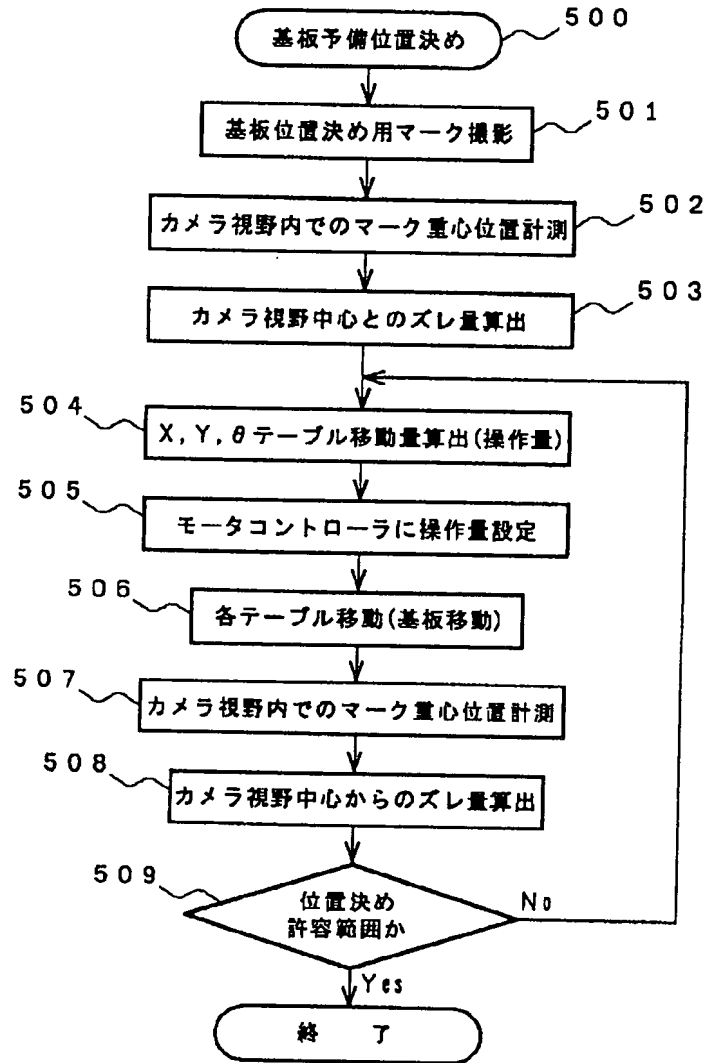 基板予備位置決め
500
基板位置決め用マーク撮影
501
カメラ視野内でのマーク重心位置計測
502
カメラ視野中心とのズレ量算出
503
504
X, Y, θテーブル移動量算出(操作量)
505
モータコントローラに操作量設定
506
各テーブル移動(基板移動)
507
カメラ視野内でのマーク重心位置計測
508
カメラ視野中心からのズレ量算出
509
位置決め
許容範囲か
No
Yes
終 了